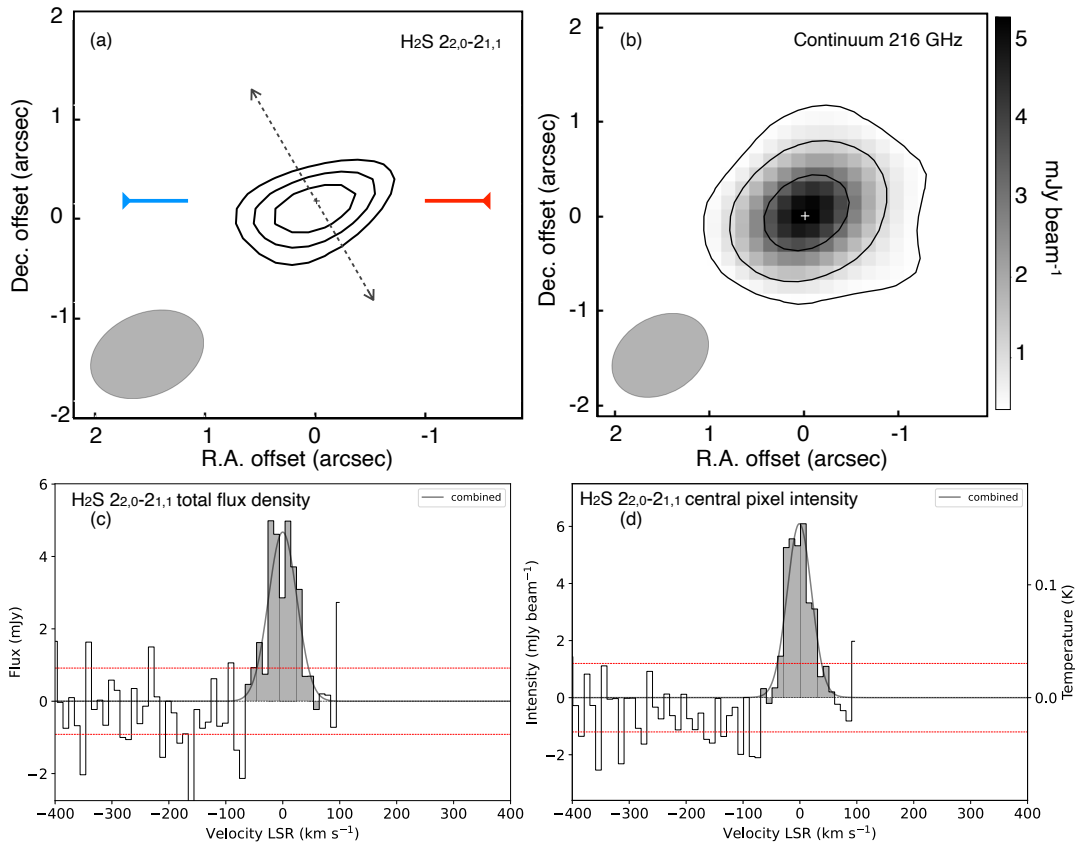 (a)
H2S 22,0-21,1
Dec. offset (arcsec)
2
1
0
-1
-2
2
1
0
-1
R.A. offset (arcsec)
(b)
Continuum 216 GHz
Dec. offset (arcsec)
2
1
0
-1
-2
2
1
0
-1
R.A. offset (arcsec)
5
4
3
2
1
mJy beam-1
H2S 22,0-21,1 total flux density
(c)
combined
Flux (mJy)
6
4
2
0
−2
−400
−300
−200
−100
0
100
200
300
400
Velocity LSR (km s−1)
H2S 22,0-21,1 central pixel intensity
(d)
combined
Intensity (mJy beam−1)
6
4
2
0
−2
0.1
0.0
Temperature (K)
−400
−300
−200
−100
0
100
200
300
400
Velocity LSR (km s−1)